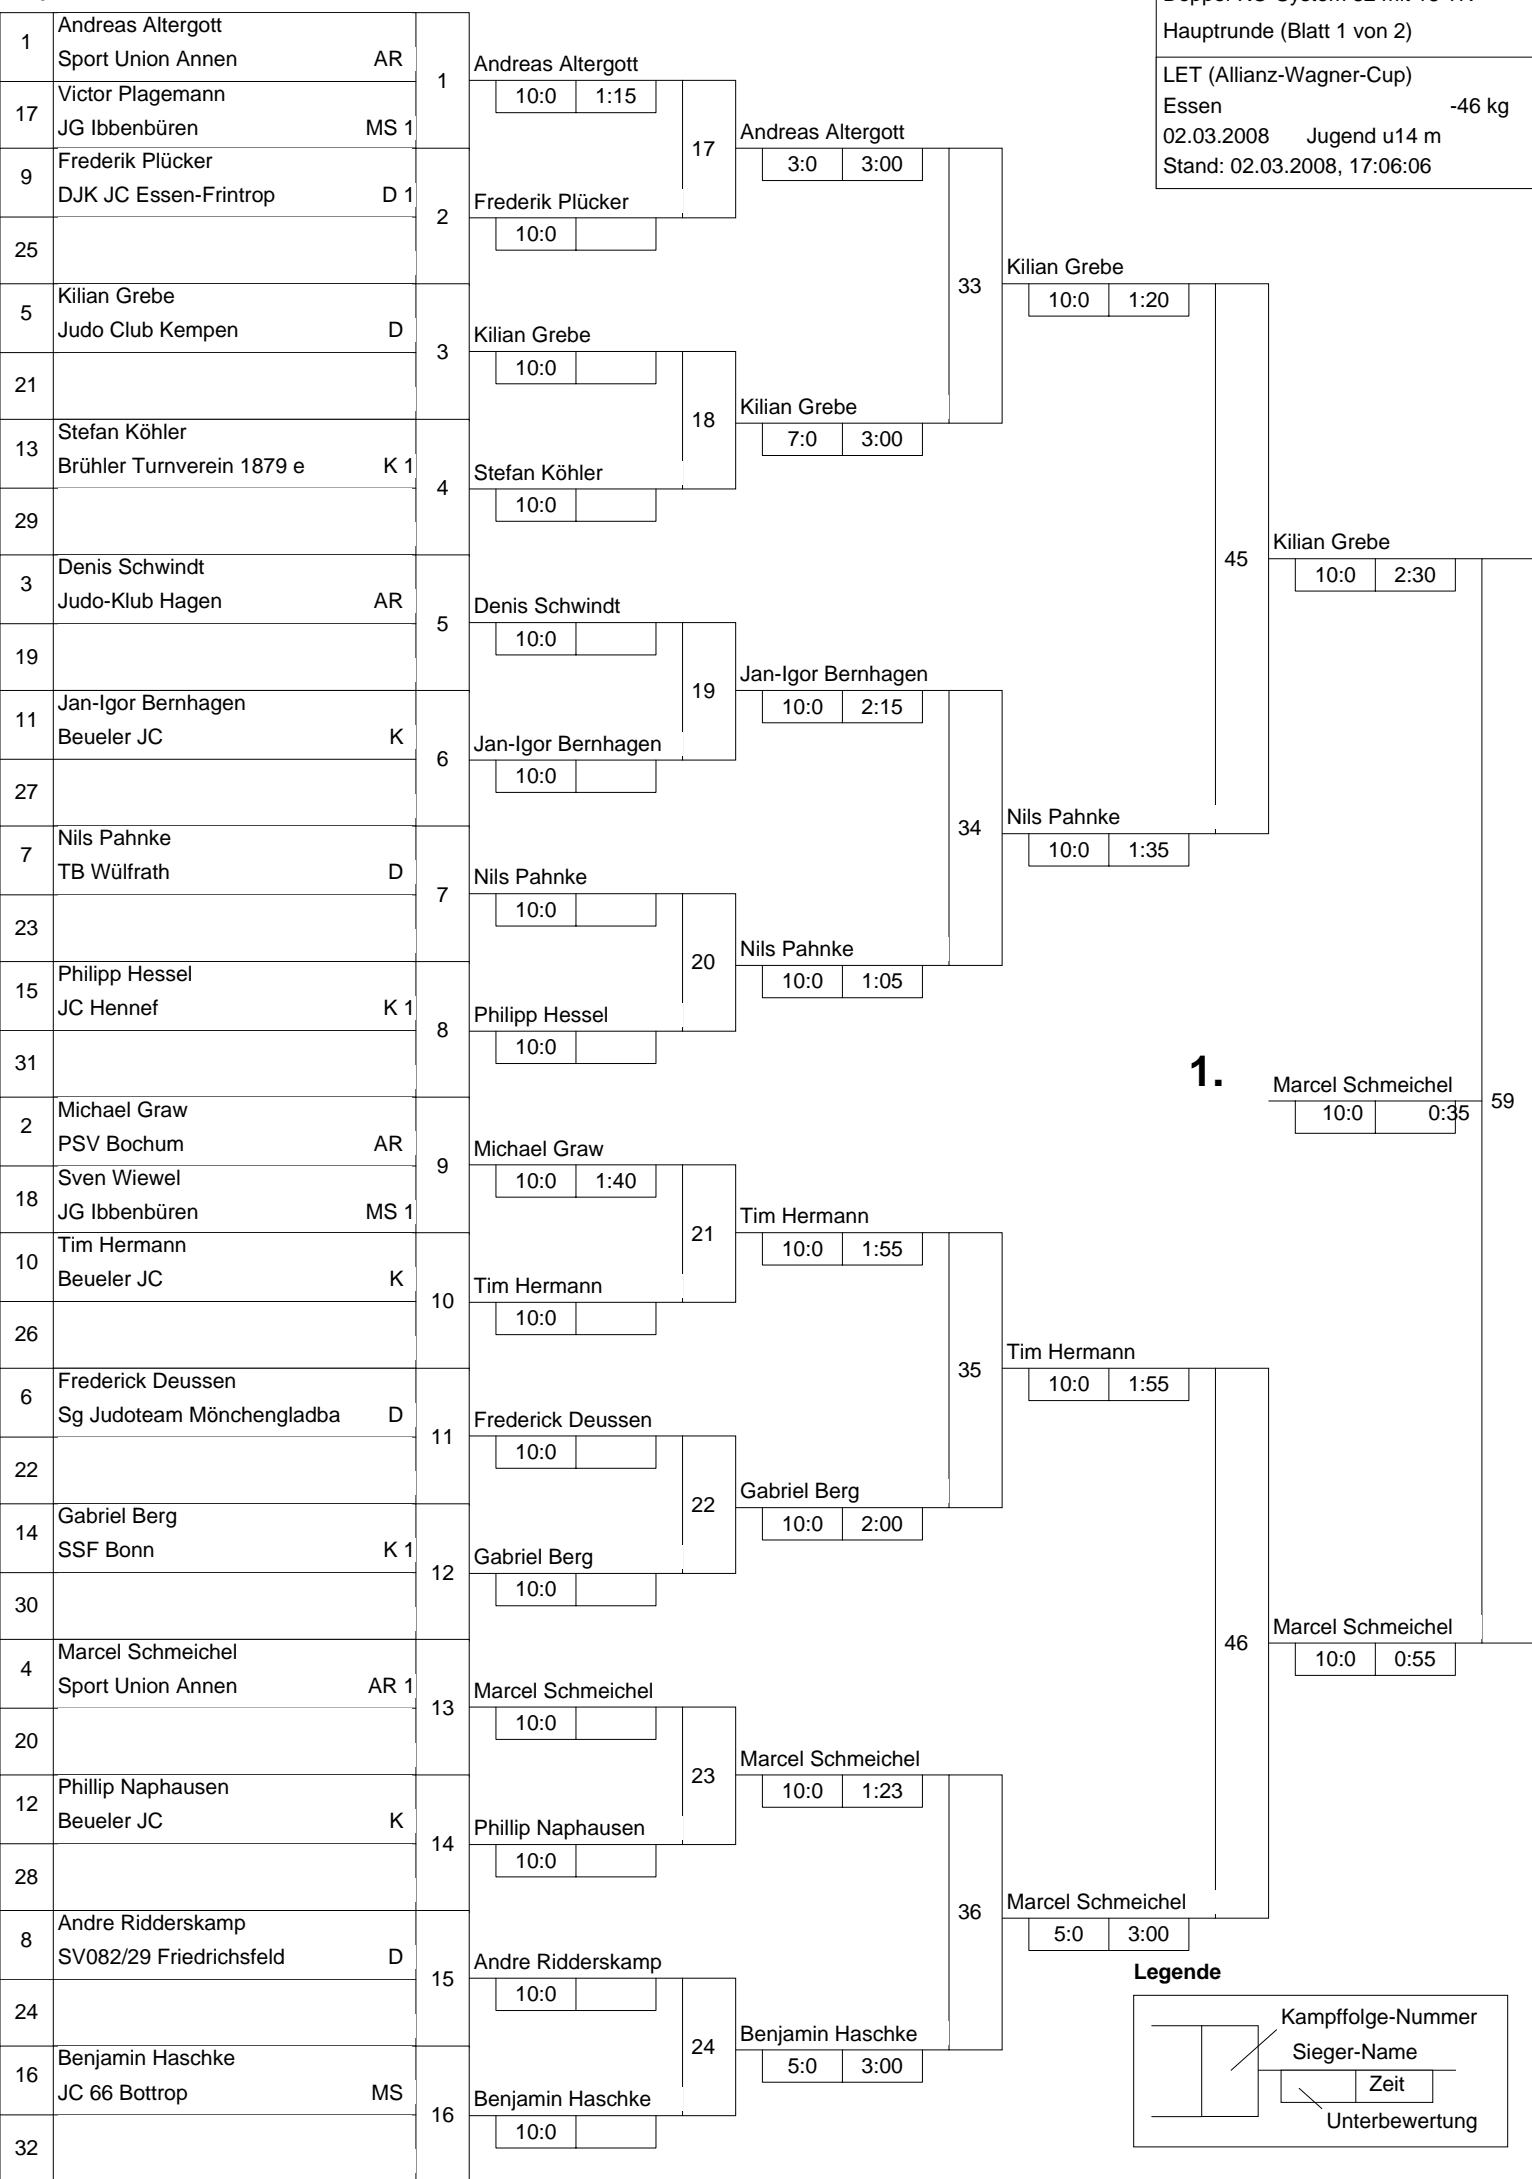 Hauptrunde (Blatt 1 von 2)
LET (Allianz-Wagner-Cup)
Essen -46 kg
02.03.2008 Jugend u14 m
Stand: 02.03.2008, 17:06:06
1 Andreas Altergott
Sport Union Annen AR
17 Victor Plagemann
JG Ibbenbüren MS 1
9 Frederik Plücker
DJK JC Essen-Frintrop D 1
25
5 Kilian Grebe
Judo Club Kempen D
21
13 Stefan Köhler
Brühler Turnverein 1879 e K 1
29
3 Denis Schwindt
Judo-Klub Hagen AR
19
11 Jan-Igor Bernhagen
Beueler JC K
27
7 Nils Pahnke
TB Wülfrath D
23
15 Philipp Hessel
JC Hennef K 1
31
2 Michael Graw
PSV Bochum AR
18 Sven Wiewel
JG Ibbenbüren MS 1
10 Tim Hermann
Beueler JC K
26
6 Frederick Deussen
Sg Judoteam Mönchengladba D
22
14 Gabriel Berg
SSF Bonn K 1
30
4 Marcel Schmeichel
Sport Union Annen AR 1
20
12 Phillip Naphausen
Beueler JC K
28
8 Andre Ridderskamp
SV082/29 Friedrichsfeld D
24
16 Benjamin Haschke
JC 66 Bottrop MS
32
1 Andreas Altergott
10:0 1:15
2 Frederik Plücker
10:0
3 Kilian Grebe
10:0
4 Stefan Köhler
10:0
5 Denis Schwindt
10:0
6 Jan-Igor Bernhagen
10:0
7 Nils Pahnke
10:0
8 Philipp Hessel
10:0
9 Michael Graw
10:0 1:40
10 Tim Hermann
10:0
11 Frederick Deussen
10:0
12 Gabriel Berg
10:0
13 Marcel Schmeichel
10:0
14 Phillip Naphausen
10:0
15 Andre Ridderskamp
10:0
16 Benjamin Haschke
10:0
17 Andreas Altergott
3:0 3:00
18 Kilian Grebe
7:0 3:00
19 Jan-Igor Bernhagen
10:0 2:15
20 Nils Pahnke
10:0 1:05
21 Tim Hermann
10:0 1:55
22 Gabriel Berg
10:0 2:00
23 Marcel Schmeichel
10:0 1:23
24 Benjamin Haschke
5:0 3:00
33 Kilian Grebe
10:0 1:20
34 Nils Pahnke
10:0 1:35
35 Tim Hermann
10:0 1:55
36 Marcel Schmeichel
5:0 3:00
45 Kilian Grebe
10:0 2:30
46 Marcel Schmeichel
10:0 0:55
1. Marcel Schmeichel 59
10:0 0:35
Legende
Kampffolge-Nummer
Sieger-Name
Zeit
Unterbewertung